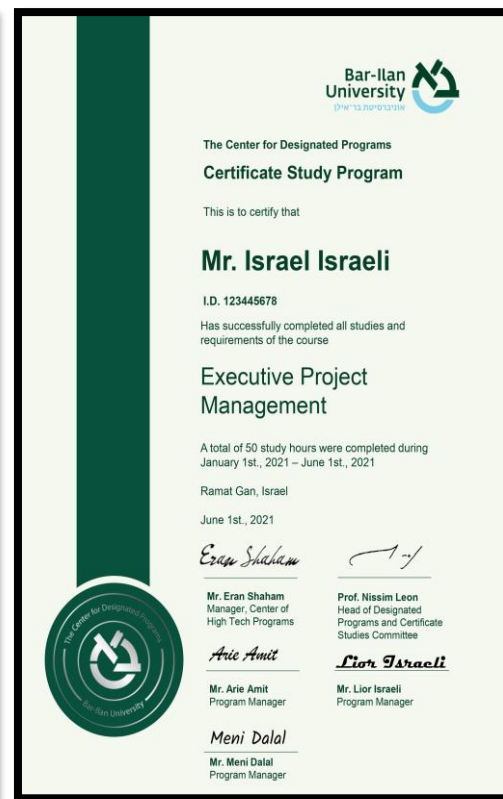 Bar-Ilan
University
אוניברסיטת בר־אילן
The Center for Designated Programs
Certificate Study Program
This is to certify that
Mr. Israel Israeli
I.D. 123445678
Has successfully completed all studies and
requirements of the course
Executive Project
Management
A total of 50 study hours were completed during
January 1st., 2021 – June 1st., 2021
Ramat Gan, Israel
June 1st., 2021
Eran Shaham
Mr. Eran Shaham
Manager, Center of
High Tech Programs
Prof. Nissim Leon
Head of Designated
Programs and Certificate
Studies Committee
Arie Amit
Mr. Arie Amit
Program Manager
Lior Israeli
Mr. Lior Israeli
Program Manager
Meni Dalal
Mr. Meni Dalal
Program Manager
The Center for Designated Programs
Bar-Ilan University